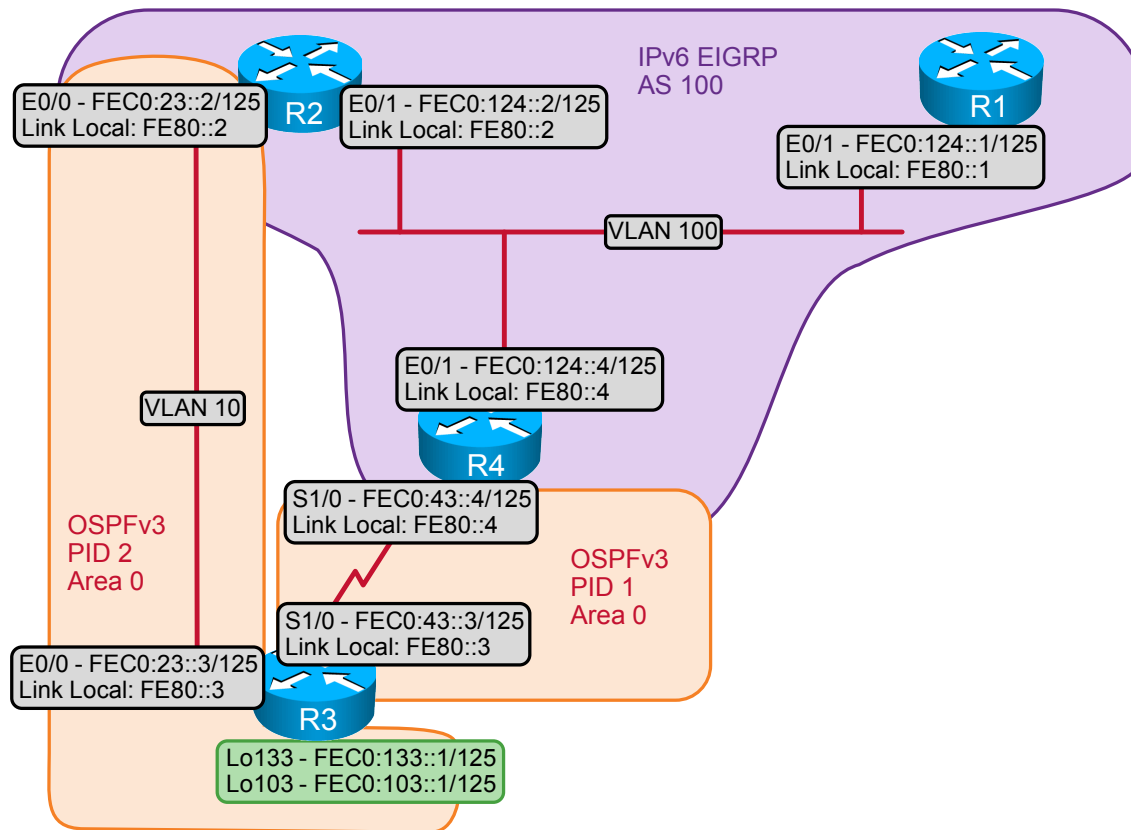 IPv6 EIGRP
AS 100
R2
R1
E0/0 - FEC0:23::2/125
Link Local: FE80::2
E0/1 - FEC0:124::2/125
Link Local: FE80::2
E0/1 - FEC0:124::1/125
Link Local: FE80::1
VLAN 100
E0/1 - FEC0:124::4/125
Link Local: FE80::4
VLAN 10
R4
S1/0 - FEC0:43::4/125
Link Local: FE80::4
OSPFv3
PID 2
Area 0
OSPFv3
PID 1
Area 0
S1/0 - FEC0:43::3/125
Link Local: FE80::3
E0/0 - FEC0:23::3/125
Link Local: FE80::3
R3
Lo133 - FEC0:133::1/125
Lo103 - FEC0:103::1/125